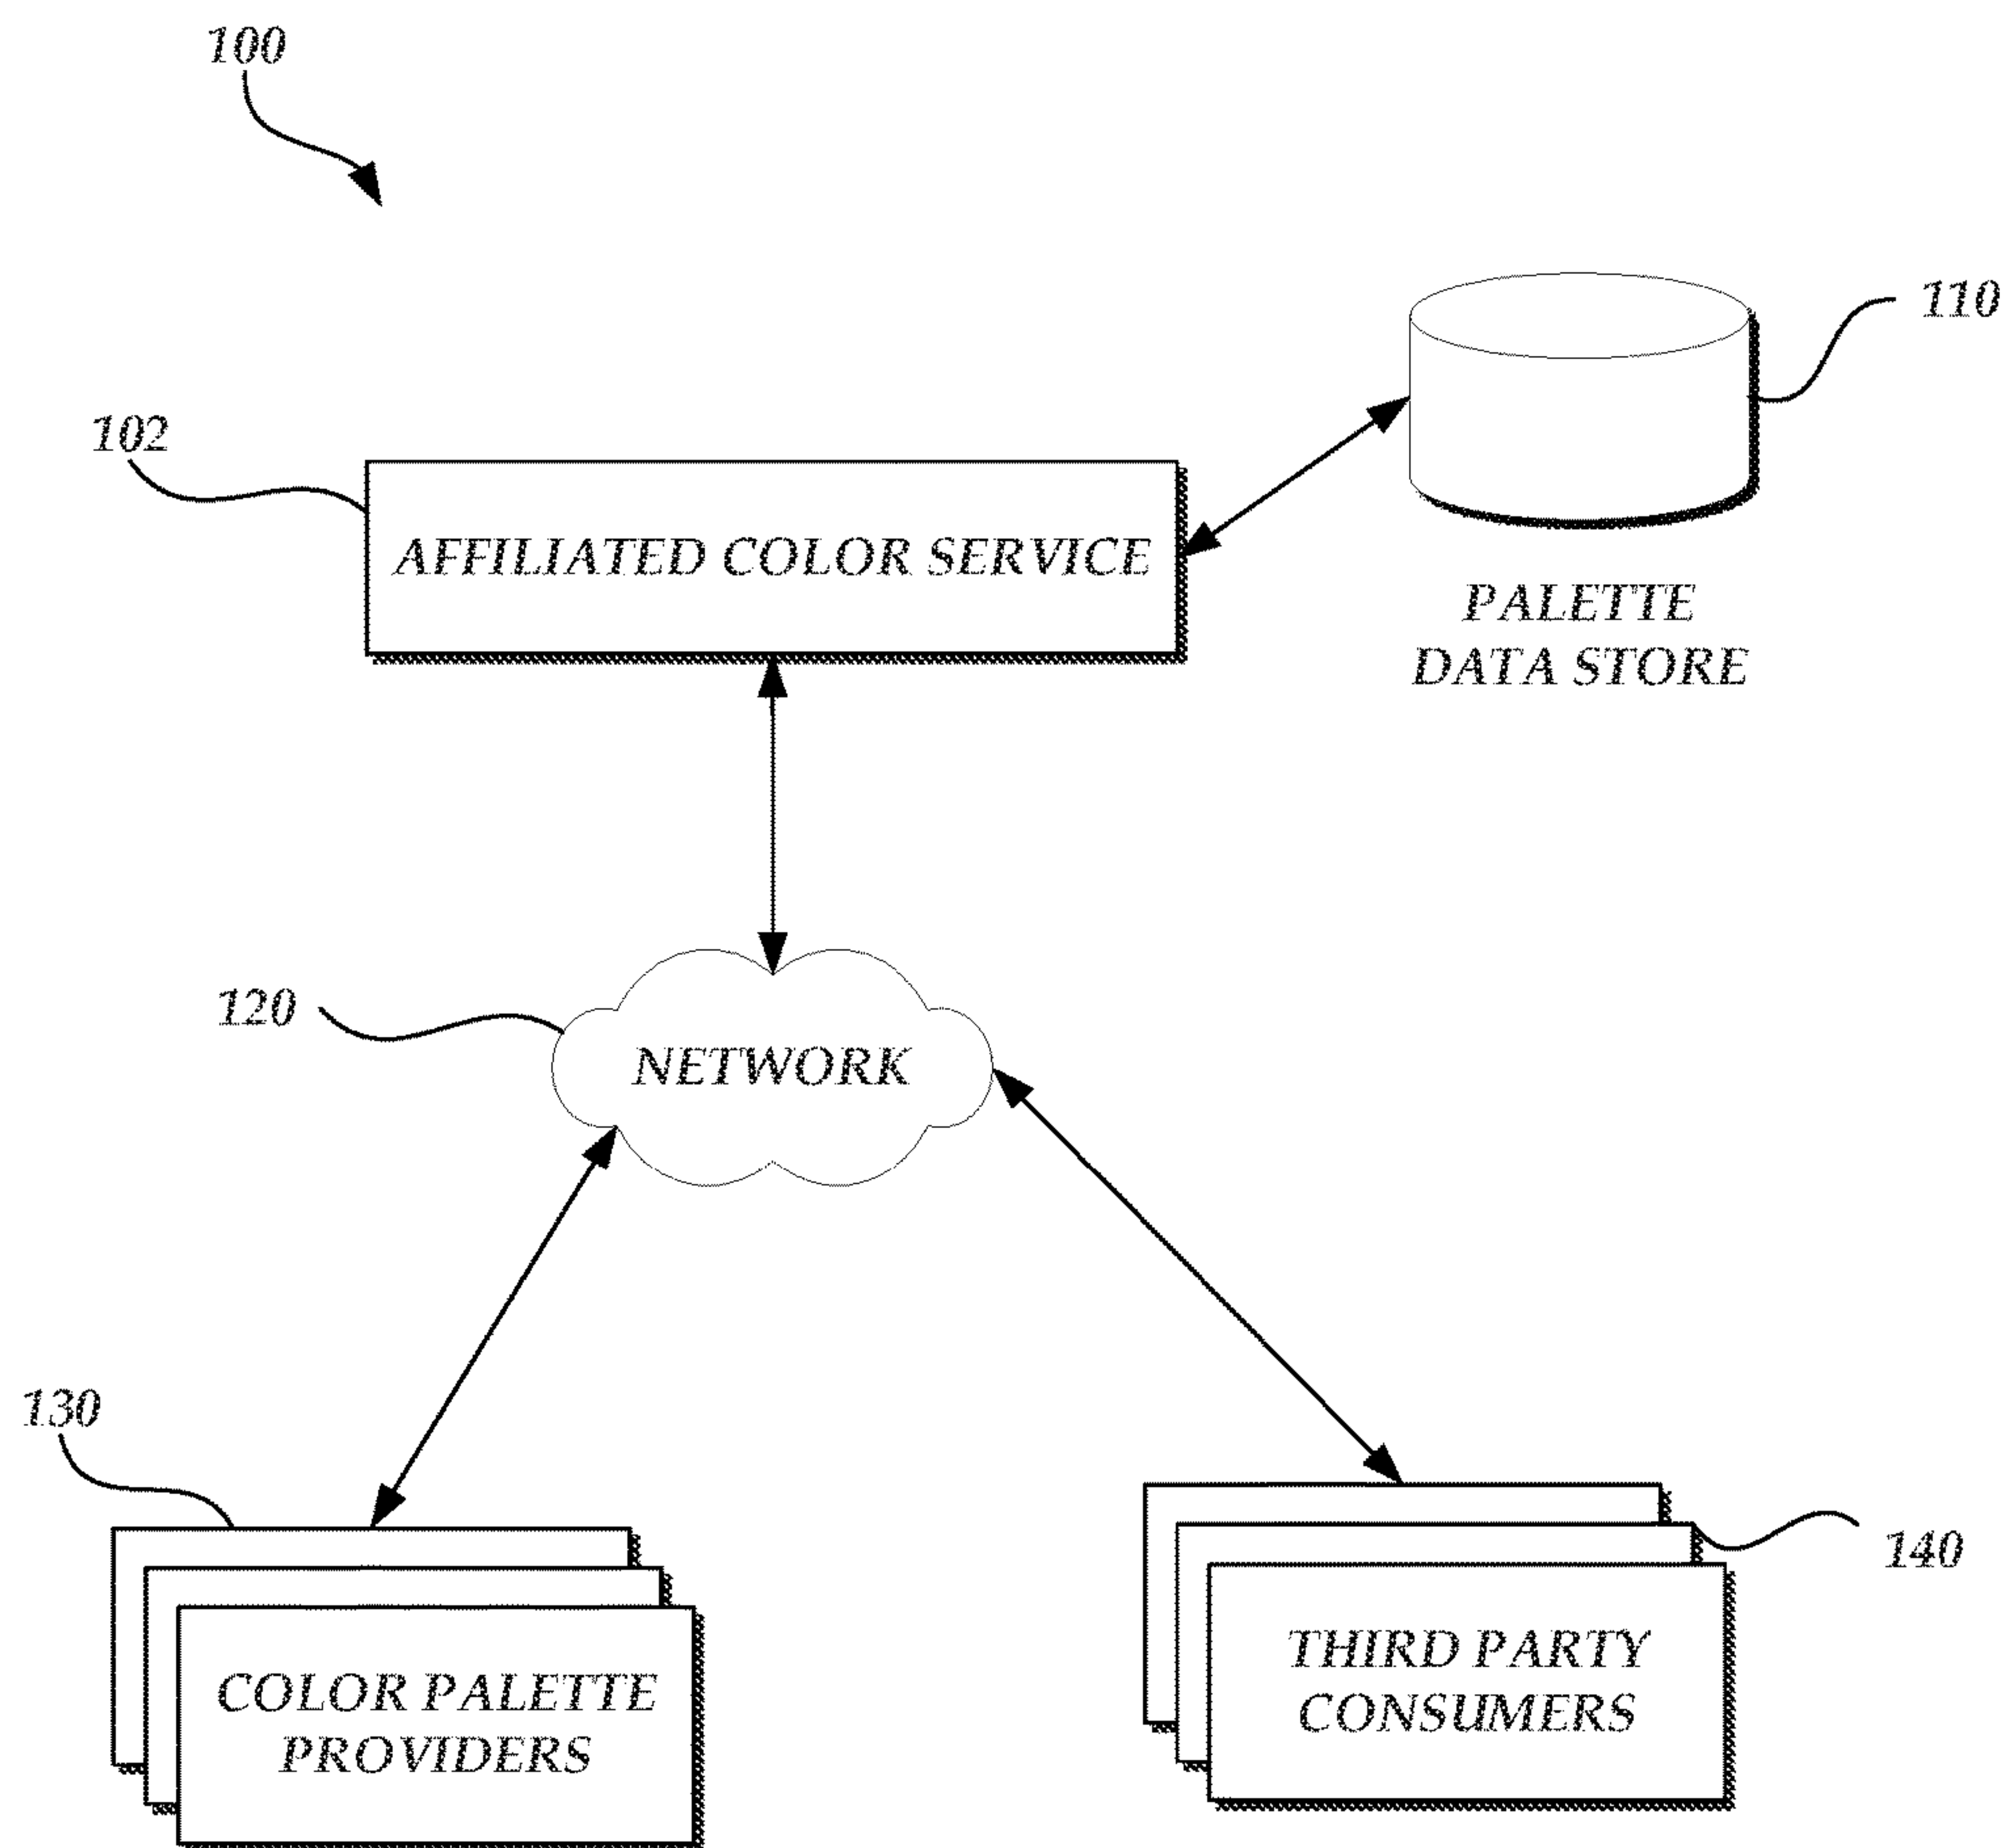 100
110
102
AFFILIATED COLOR SERVICE
PALETTE
DATA STORE
120
NETWORK
130
140
COLOR PALETTE
PROVIDERS
THIRD PARTY
CONSUMERS